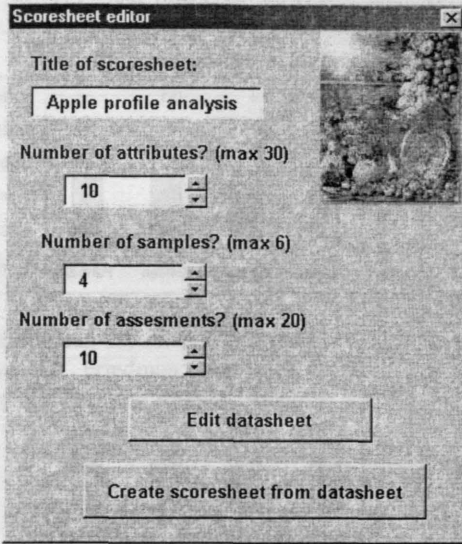 Scoresheet editor
Title of scoresheet:
Apple profile analysis
Number of attributes? (max 30)
10
Number of samples? (max 6)
4
Number of assesments? (max 20)
10
Edit datasheet
Create scoresheet from datasheet